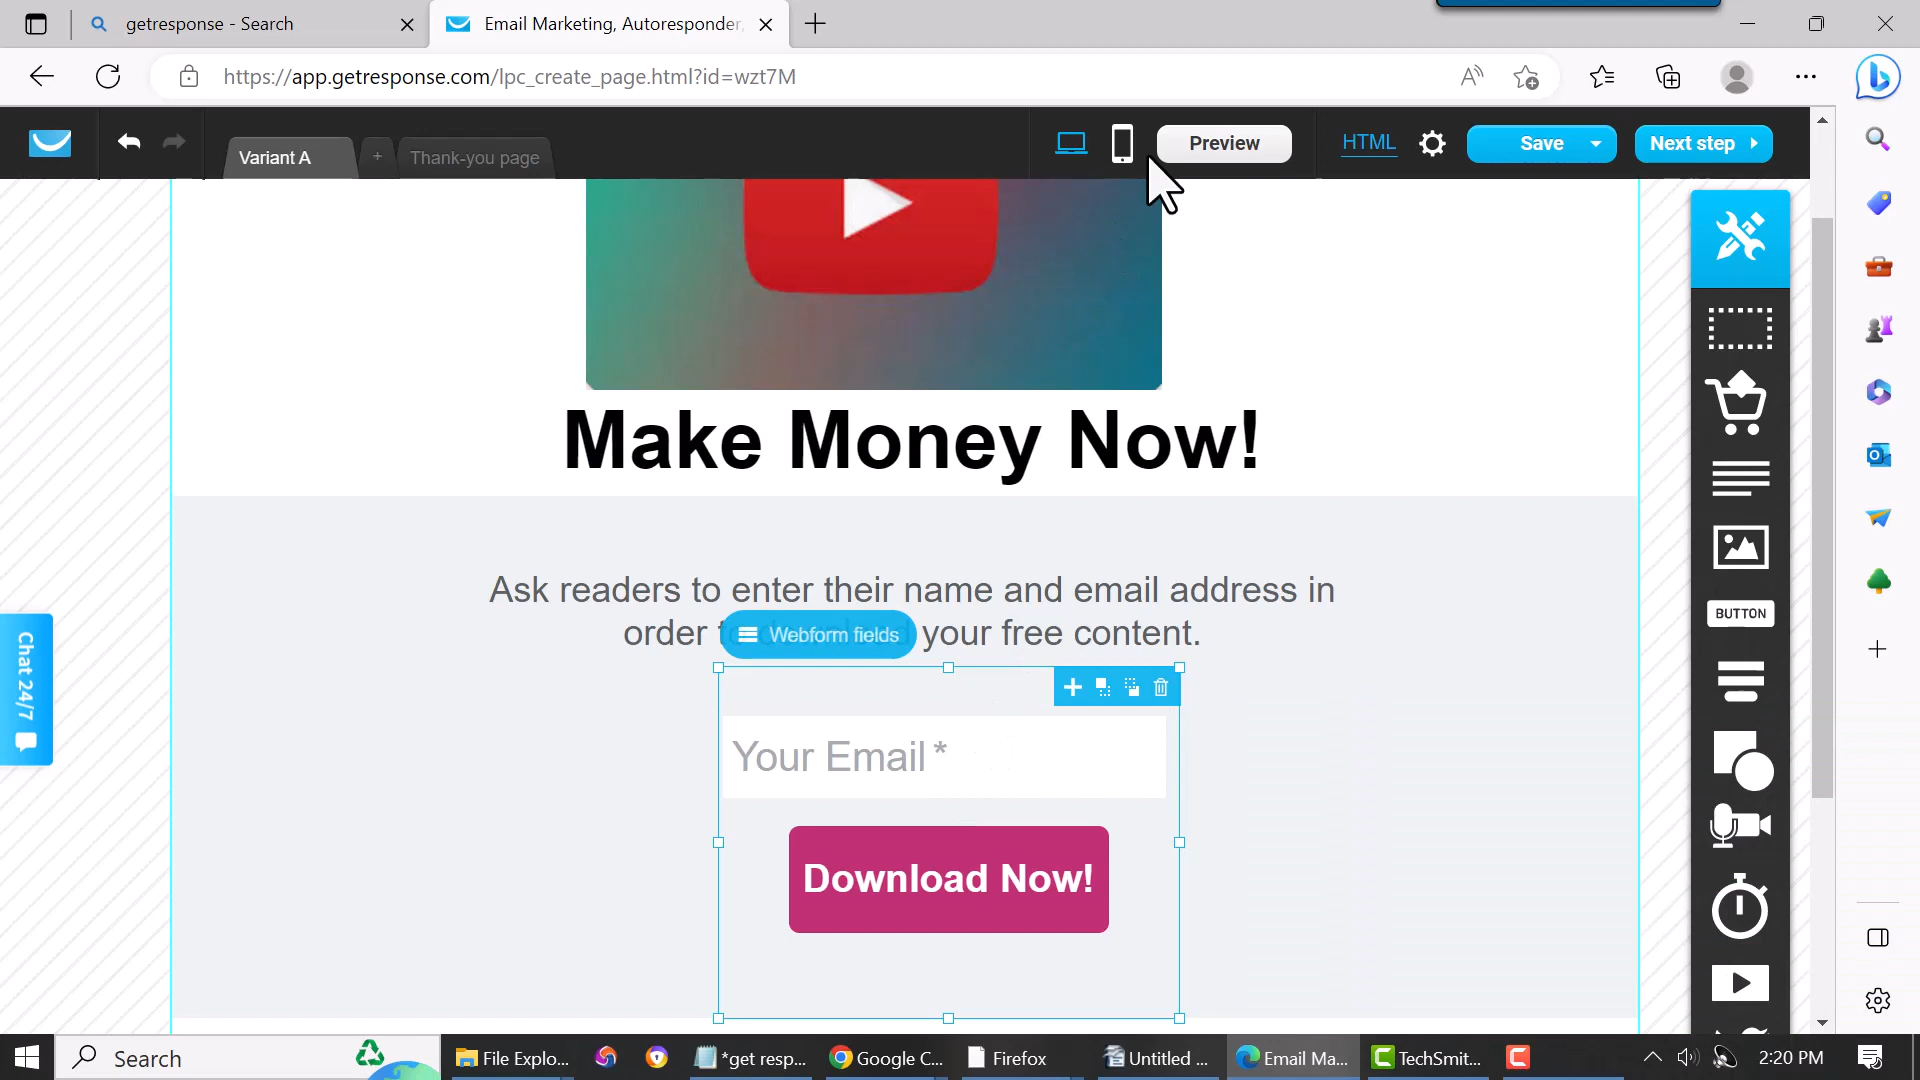 getresponse - Search
Email Marketing, Autoresponder,
https://app.getresponse.com/lpc_create_page.html?id=wzt7M
Variant A
+
Thank-you page
Preview
HTML
Save
Next step
Make Money Now!
Ask readers to enter their name and email address in
order to download your free content.
Webform fields
Your Email*
Download Now!
BUTTON
Chat 24/7
Search
File Explo...
*get resp...
Google C...
Firefox
Untitled ...
Email Ma...
TechSmit...
2:20 PM